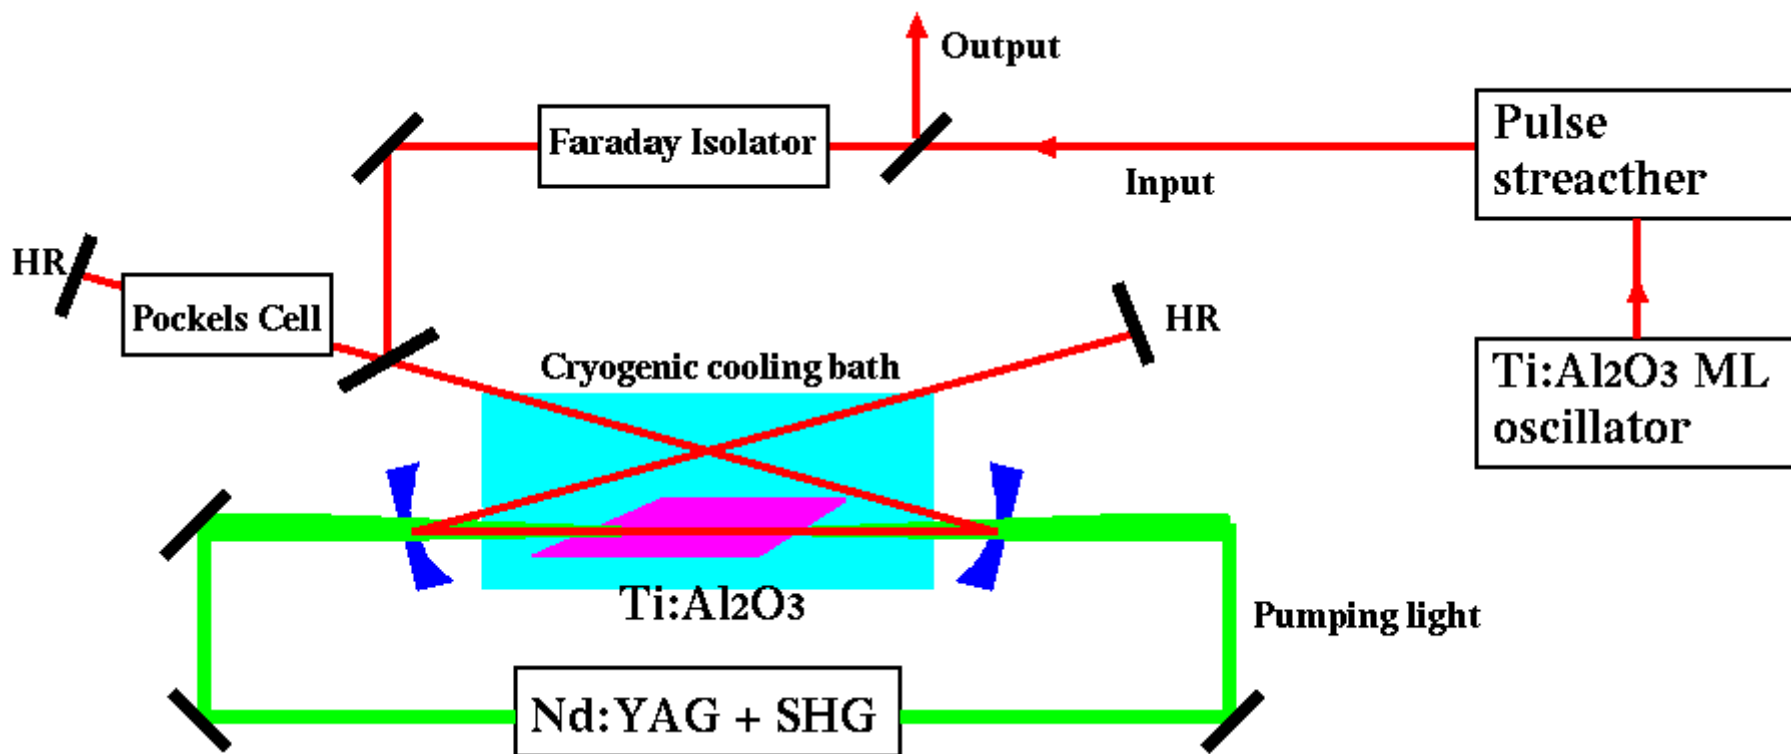 Output
Pulse
streacther
Faraday Isolator
Input
HR
Pockels Cell
HR
Cryogenic cooling bath
Ti:Al2O3 ML
oscillator
Ti:Al2O3
Pumping light
Nd:YAG + SHG